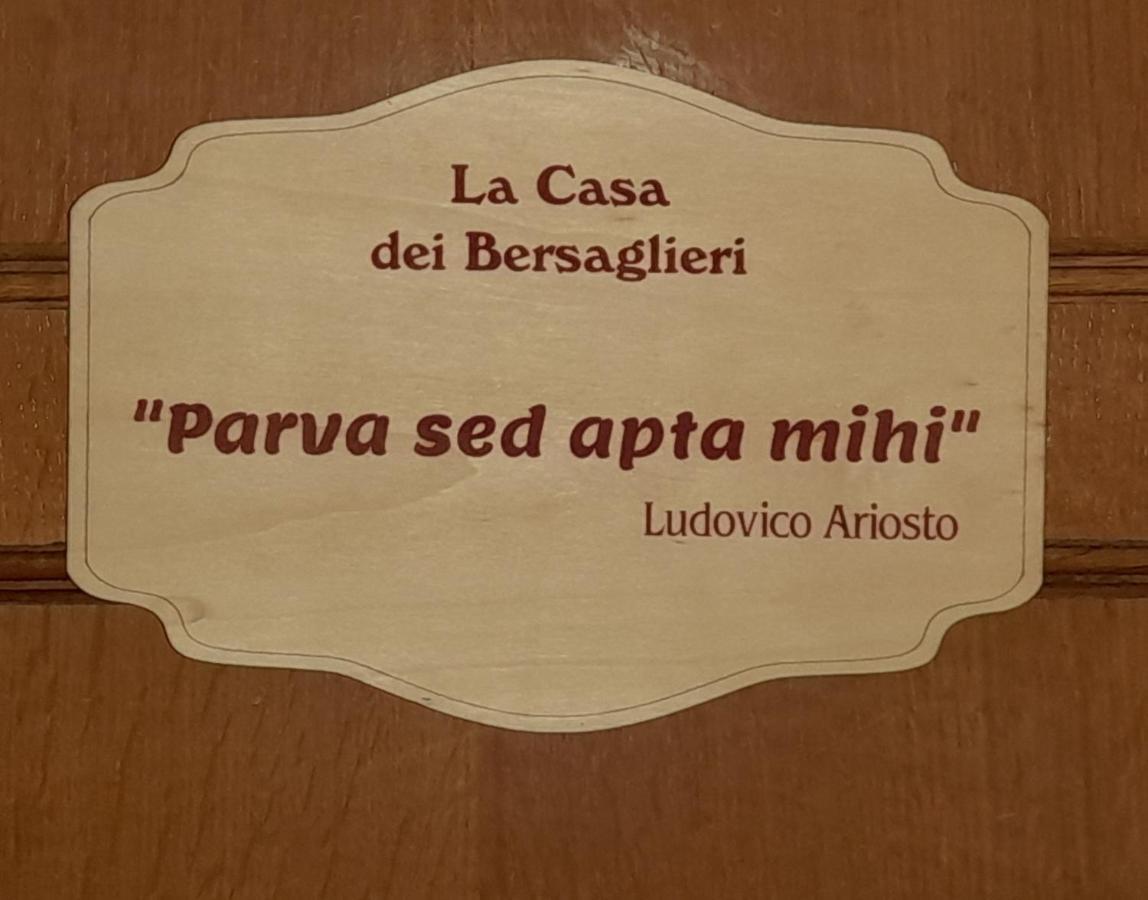 La Casa
dei Bersaglieri
"Parva sed apta mihi"
Ludovico Ariosto